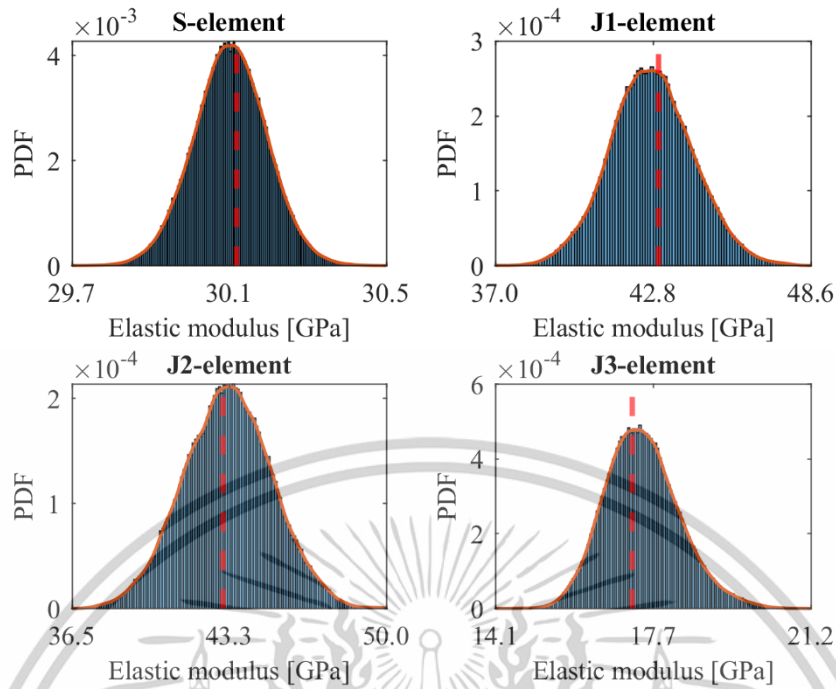 S-element
×10⁻³
4
2
0
PDF
29.7 30.1 30.5
Elastic modulus [GPa]
J1-element
×10⁻⁴
3
2
1
0
PDF
37.0 42.8 48.6
Elastic modulus [GPa]
J2-element
×10⁻⁴
2
1
0
PDF
36.5 43.3 50.0
Elastic modulus [GPa]
J3-element
×10⁻⁴
6
4
2
0
PDF
14.1 17.7 21.2
Elastic modulus [GPa]